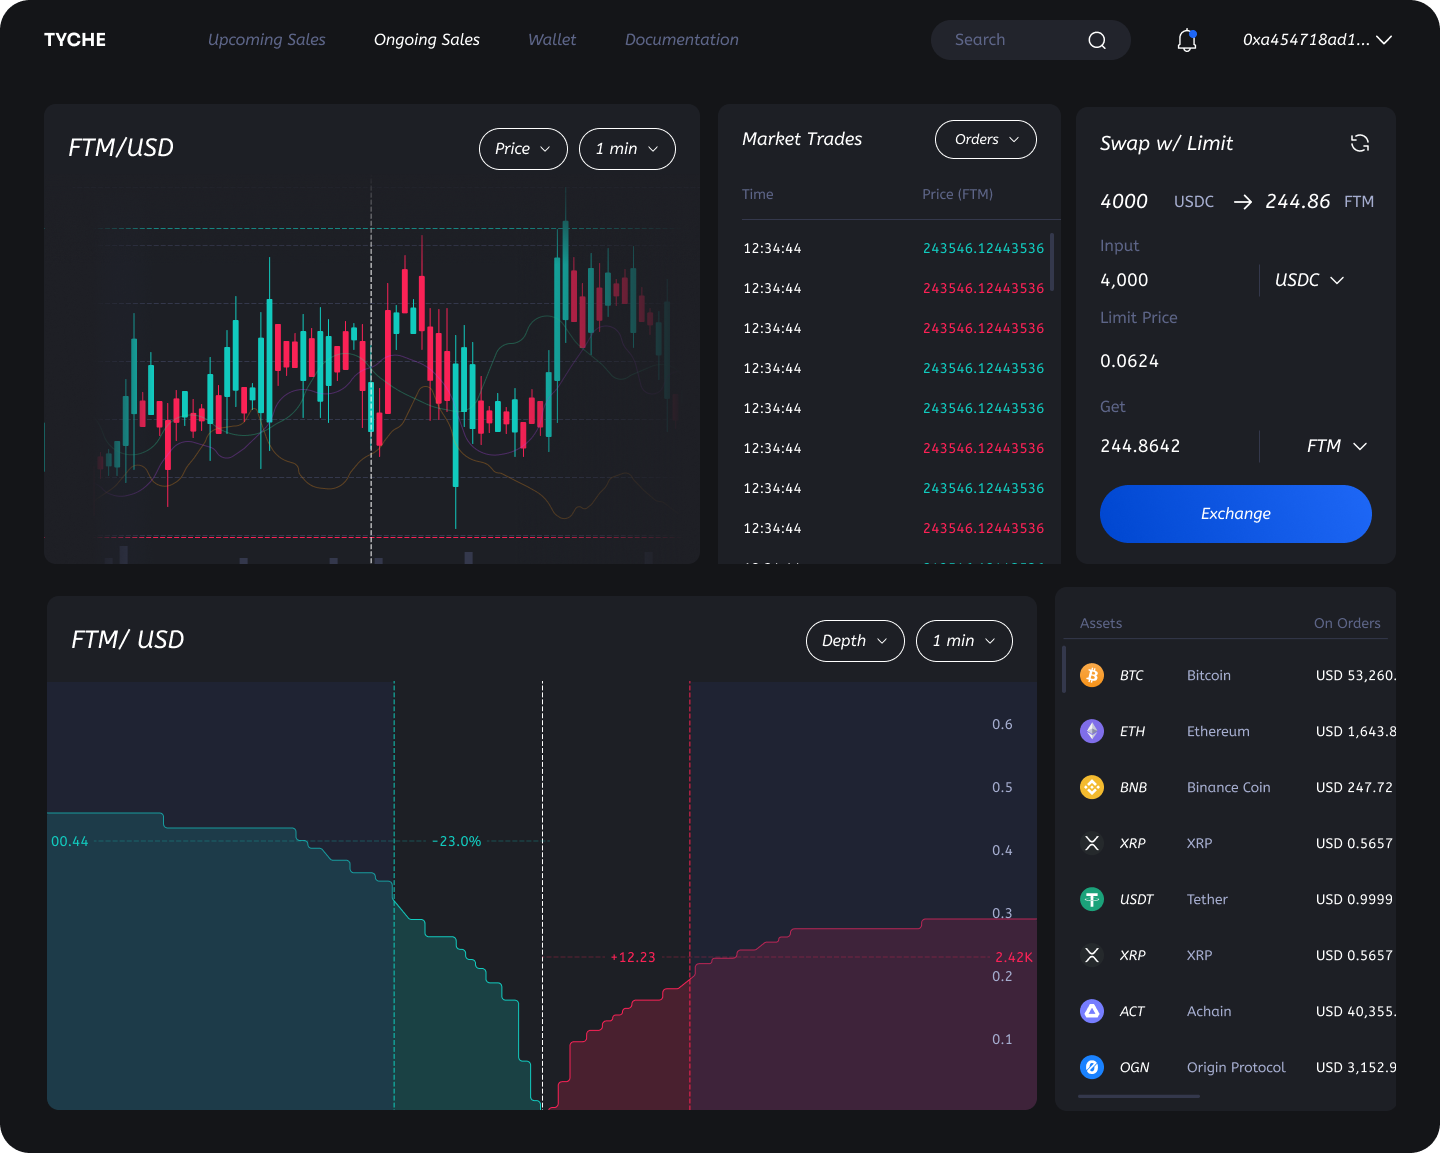 TYCHE
Upcoming Sales
Ongoing Sales
Wallet
Documentation
Search
0xa454718ad1...
FTM/USD
Price
1 min
Market Trades
Orders
Time Price (FTM)
12:34:44 243546.12443536
12:34:44 243546.12443536
12:34:44 243546.12443536
12:34:44 243546.12443536
12:34:44 243546.12443536
12:34:44 243546.12443536
12:34:44 243546.12443536
12:34:44 243546.12443536
Swap w/ Limit
4000 USDC → 244.86 FTM
Input
4,000 USDC
Limit Price
0.0624
Get
244.8642 FTM
Exchange
FTM/ USD
Depth
1 min
0.6
0.5
00.44
-23.0%
0.4
0.3
+12.23
2.42K
0.2
0.1
Assets On Orders
BTC Bitcoin USD 53,260.
ETH Ethereum USD 1,643.8
BNB Binance Coin USD 247.72
XRP XRP USD 0.5657
USDT Tether USD 0.9999
XRP XRP USD 0.5657
ACT Achain USD 40,355.
OGN Origin Protocol USD 3,152.9